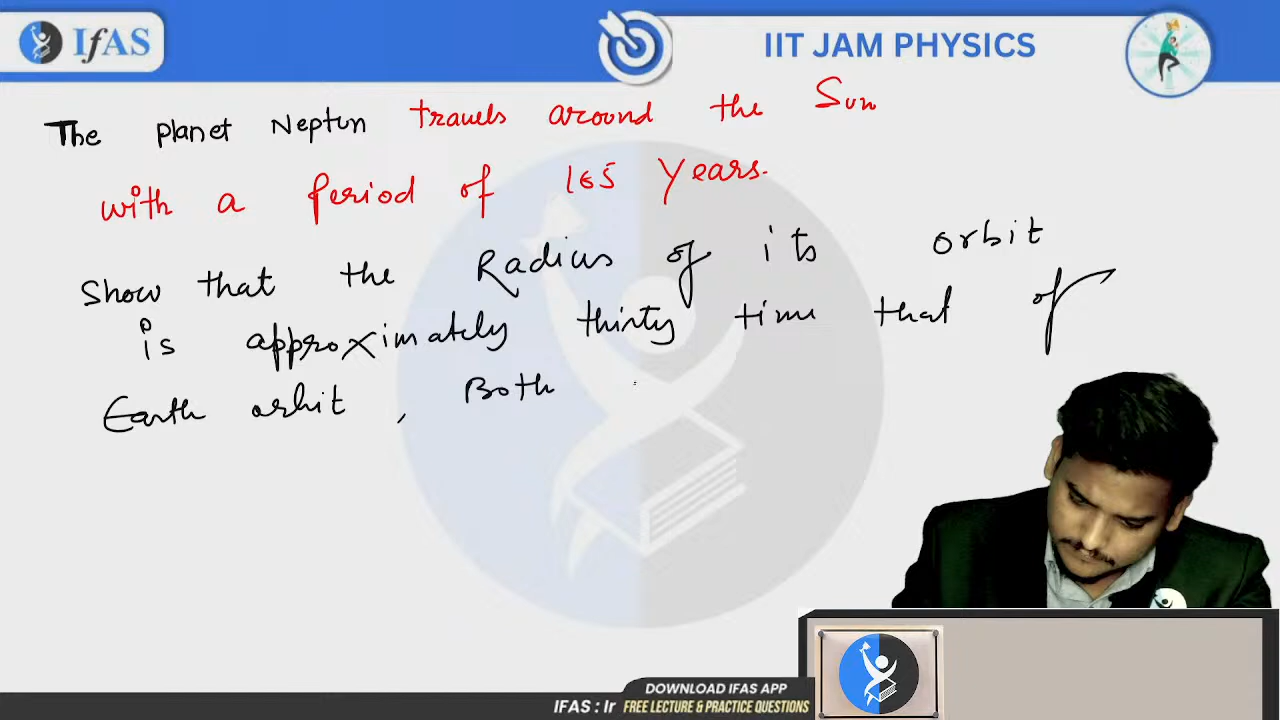 IfAS
IIT JAM PHYSICS
The planet Neptun travels around the Sun
with a Period of 165 Years.
Show that the Radius of its orbit
is approximately thirty time that of
Earth orbit , Both
DOWNLOAD IFAS APP
IFAS : Ir FREE LECTURE & PRACTICE QUESTIONS